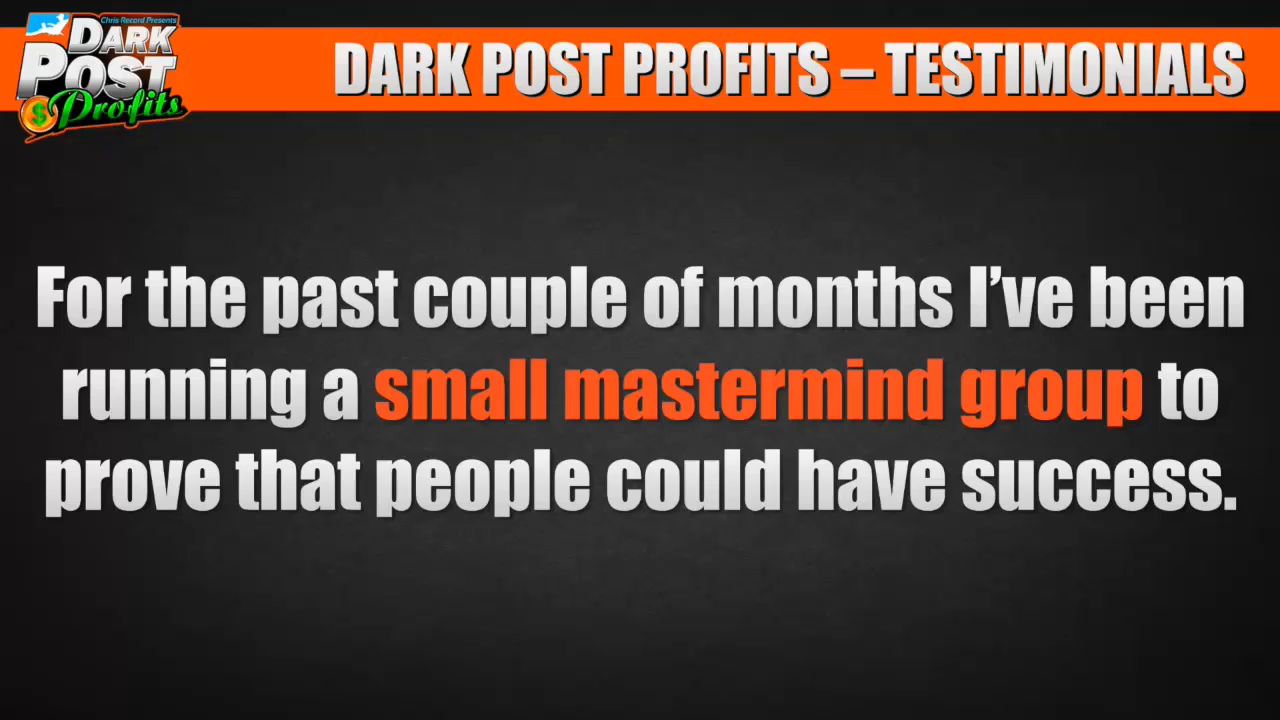 Chris Record Presents
DARK
POST
$ Profits
DARK POST PROFITS – TESTIMONIALS
For the past couple of months I’ve been
running a small mastermind group to
prove that people could have success.